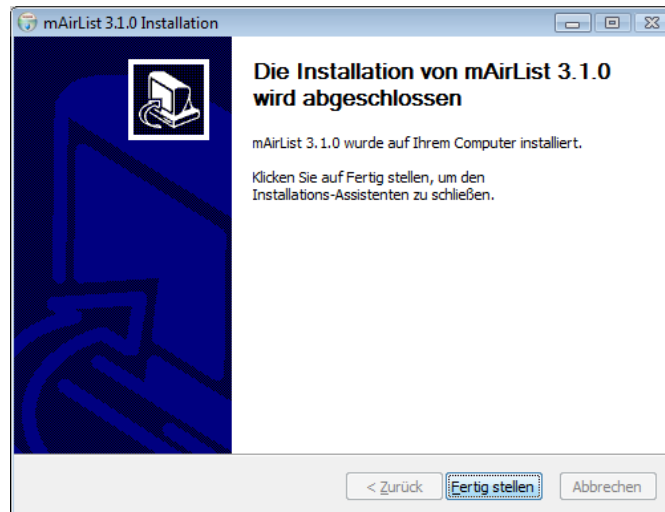 mAirList 3.1.0 Installation
Die Installation von mAirList 3.1.0
wird abgeschlossen
mAirList 3.1.0 wurde auf Ihrem Computer installiert.
Klicken Sie auf Fertig stellen, um den
Installations-Assistenten zu schließen.
< Zurück Fertig stellen Abbrechen